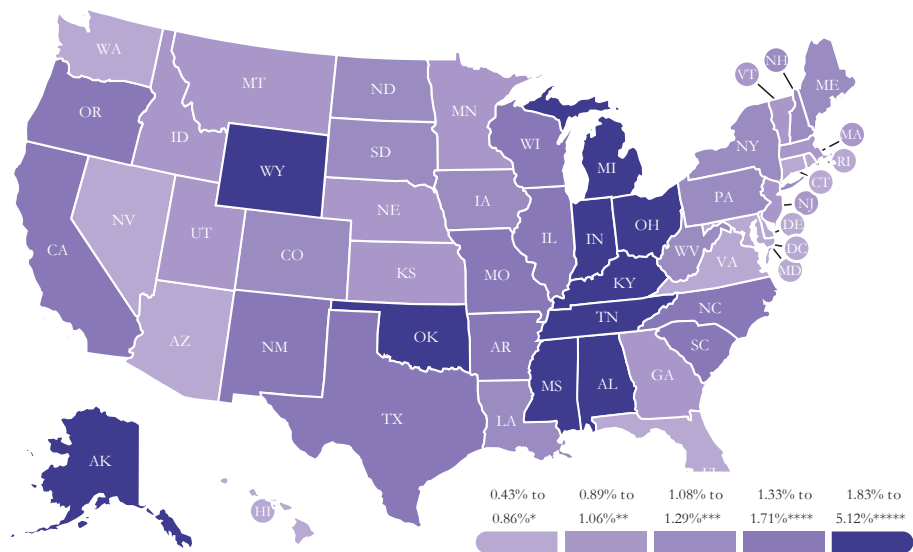 WA
OR
CA
NV
ID
MT
WY
UT
AZ
CO
NM
ND
SD
NE
KS
OK
TX
MN
IA
MO
AR
LA
WI
IL
MI
IN
OH
KY
TN
MS
AL
GA
SC
NC
VA
WV
PA
NY
VT
NH
ME
MA
RI
CT
NJ
DE
DC
MD
AK
HI
0.43% to
0.86%*
0.89% to
1.06%**
1.08% to
1.29%***
1.33% to
1.71%****
1.83% to
5.12%*****